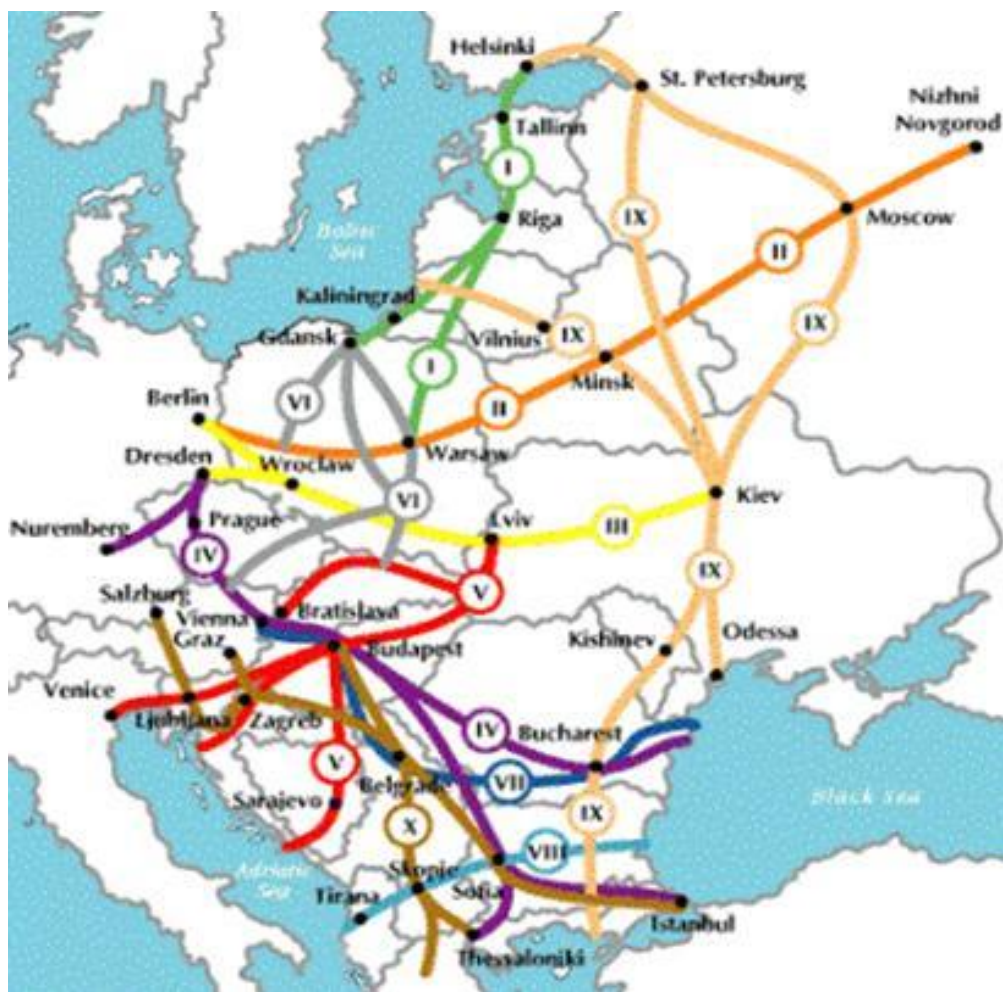 Helsinki
St. Petersburg
Nizhni
Novgorod
Tallinn
I
Riga
IX
Moscow
Baltic
Sea
II
Kaliningrad
IX
Gdansk
Vilnius
IX
Minsk
I
VI
Berlin
II
Dresden
Wroclaw
Warsaw
VI
Kiev
Nuremberg
Prague
Lviv
III
IV
IX
Salzburg
V
Vienna
Bratislava
Graz
Budapest
Kishinev
Odessa
Venice
Ljubljana
Zagreb
IV
Bucharest
V
Belgrade
VII
Sarajevo
Black Sea
X
IX
Adriatic
Sea
VIII
Skopje
Tirana
Sofia
Istanbul
Thessaloniki